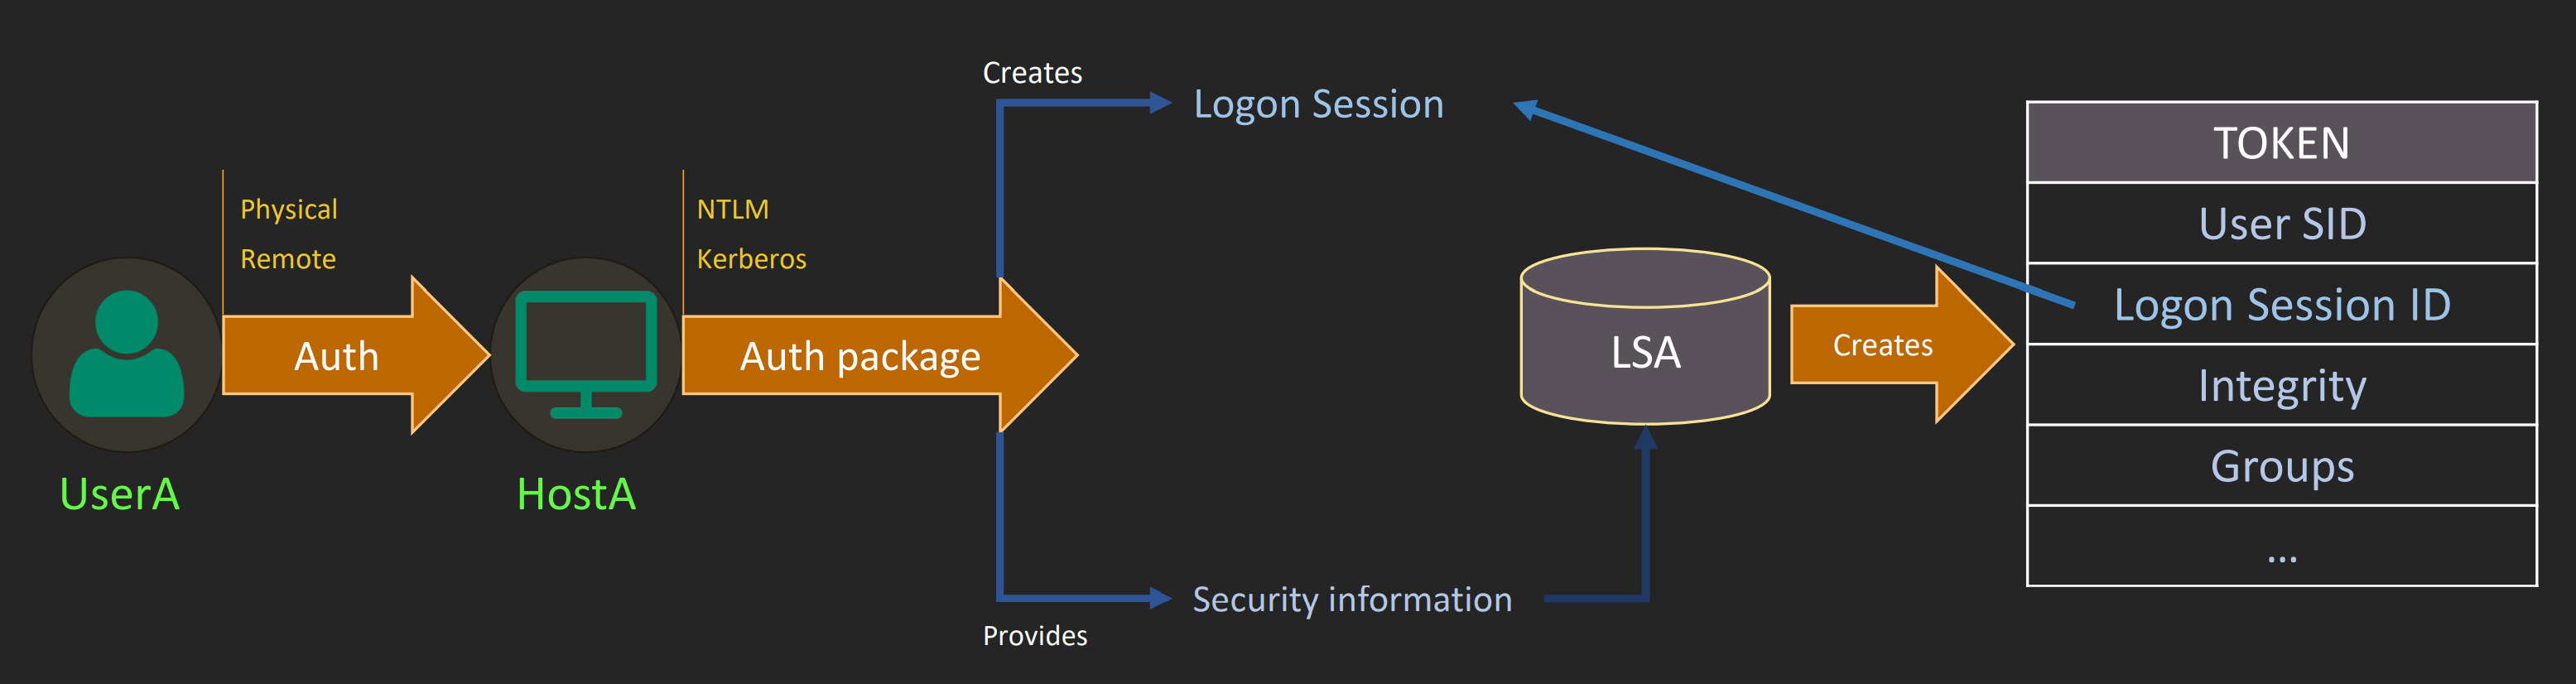 Creates
Logon Session
Physical
Remote
NTLM
Kerberos
Auth
Auth package
UserA
HostA
Security information
Provides
LSA
Creates
TOKEN
User SID
Logon Session ID
Integrity
Groups
...